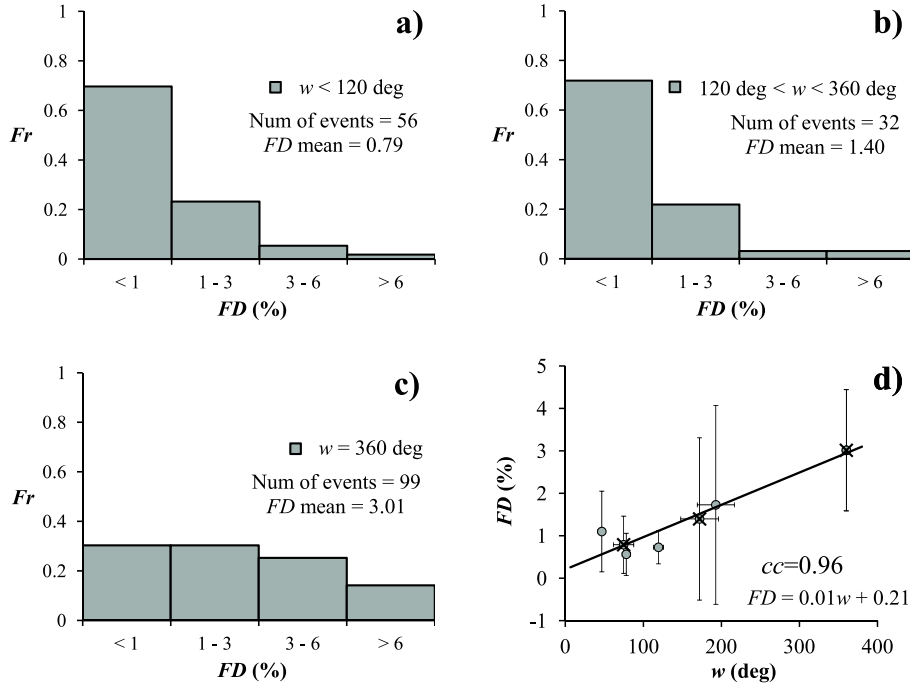 a)
1
0.8
0.6
0.4
0.2
0
Fr
w < 120 deg
Num of events = 56
FD mean = 0.79
< 1
1 - 3
3 - 6
> 6
FD (%)
b)
1
0.8
0.6
0.4
0.2
0
Fr
120 deg < w < 360 deg
Num of events = 32
FD mean = 1.40
< 1
1 - 3
3 - 6
> 6
FD (%)
c)
1
0.8
0.6
0.4
0.2
0
Fr
w = 360 deg
Num of events = 99
FD mean = 3.01
< 1
1 - 3
3 - 6
> 6
FD (%)
d)
5
4
3
2
1
0
-1
FD (%)
cc=0.96
FD = 0.01w + 0.21
0
100
200
300
400
w (deg)